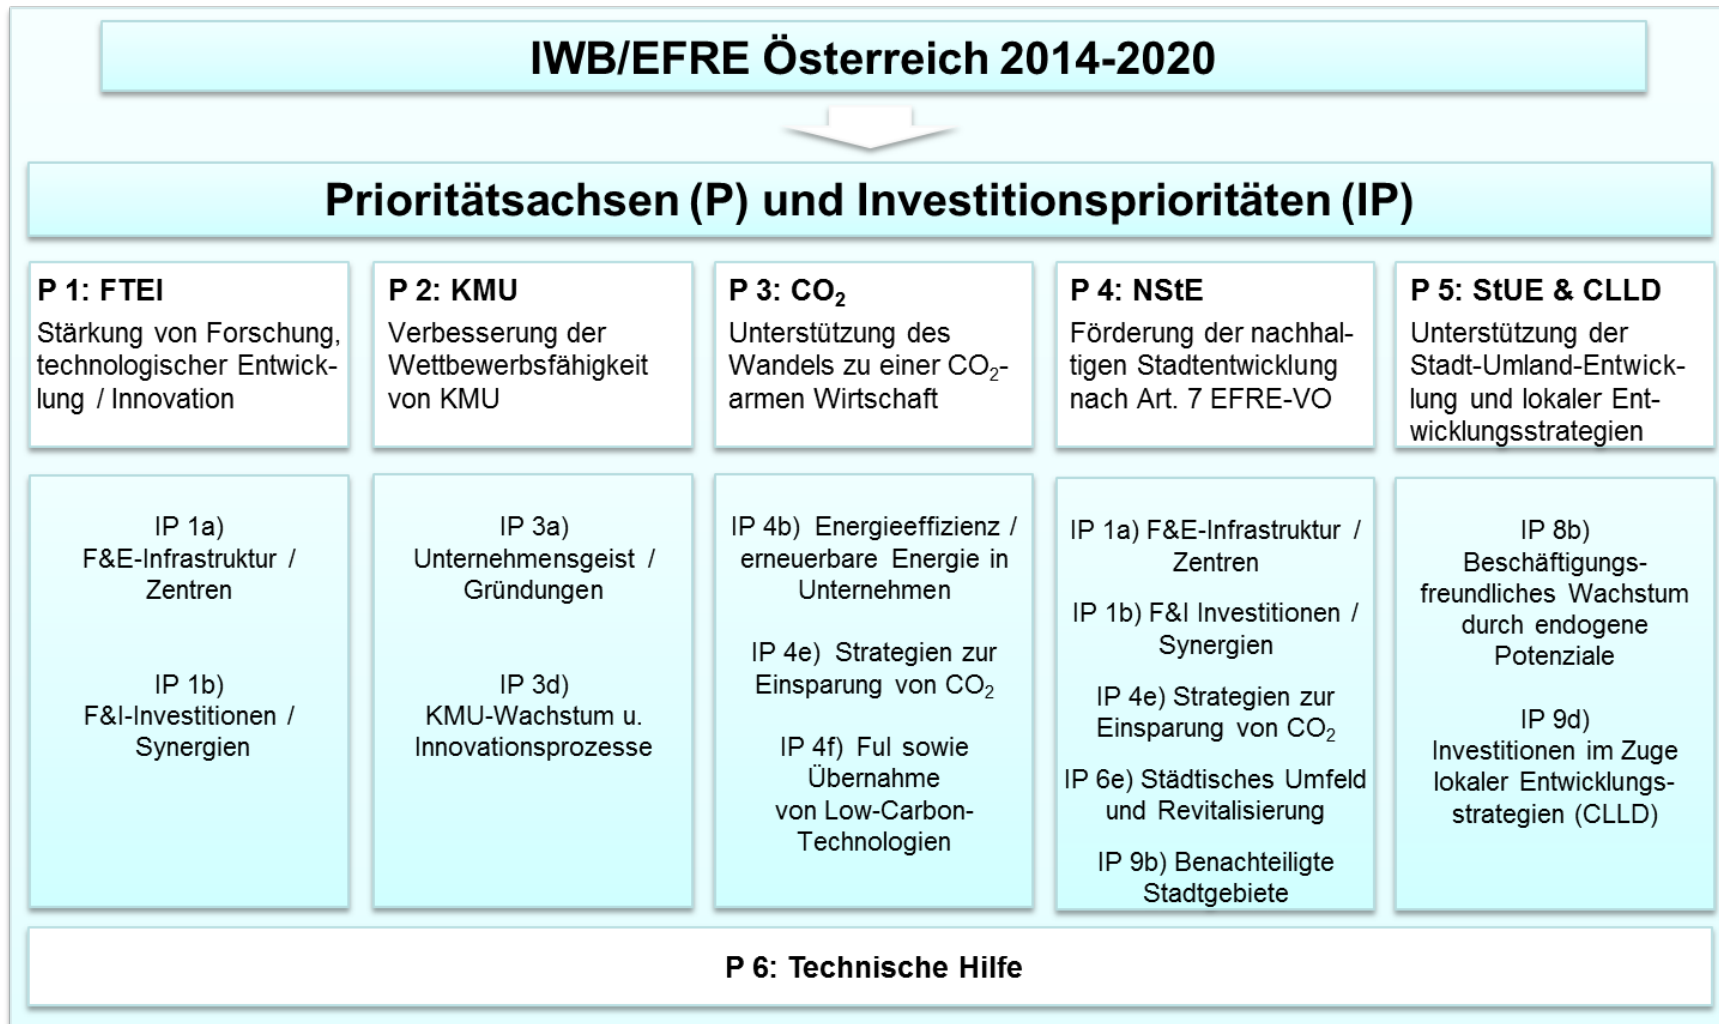 IWB/EFRE Österreich 2014-2020
Prioritätsachsen (P) und Investitionsprioritäten (IP)
P 1: FTEI
Stärkung von Forschung,
technologischer Entwick-
lung / Innovation
P 2: KMU
Verbesserung der
Wettbewerbsfähigkeit
von KMU
P 3: CO₂
Unterstützung des
Wandels zu einer CO₂-
armen Wirtschaft
P 4: NStE
Förderung der nachhal-
tigen Stadtentwicklung
nach Art. 7 EFRE-VO
P 5: StUE & CLLD
Unterstützung der
Stadt-Umland-Entwick-
lung und lokaler Ent-
wicklungsstrategien
IP 1a)
F&E-Infrastruktur /
Zentren
IP 1b)
F&I-Investitionen /
Synergien
IP 3a)
Unternehmensgeist /
Gründungen
IP 3d)
KMU-Wachstum u.
Innovationsprozesse
IP 4b) Energieeffizienz /
erneuerbare Energie in
Unternehmen
IP 4e) Strategien zur
Einsparung von CO₂
IP 4f) FuI sowie
Übernahme
von Low-Carbon-
Technologien
IP 1a) F&E-Infrastruktur /
Zentren
IP 1b) F&I Investitionen /
Synergien
IP 4e) Strategien zur
Einsparung von CO₂
IP 6e) Städtisches Umfeld
und Revitalisierung
IP 9b) Benachteiligte
Stadtgebiete
IP 8b)
Beschäftigungs-
freundliches Wachstum
durch endogene
Potenziale
IP 9d)
Investitionen im Zuge
lokaler Entwicklungs-
strategien (CLLD)
P 6: Technische Hilfe